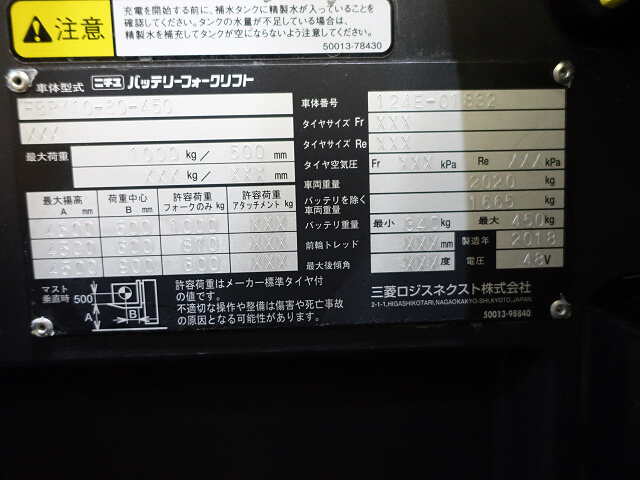 充電を開始する前に、補水タンクに精製水が入っていることを
確認してください。タンクの水量が不足している場合は、
精製水を補充してタンクが空にならないよう注意してください。
注意
50013-78430
車体型式 ニチユ バッテリーフォークリフト
80-450
XXX
最大荷重 1000 kg／ 500 mm
XXX kg／ XXX mm
最大揚高 A mm 荷重中心 B mm 許容荷重 フォークのみ kg 許容荷重 アタッチメント kg
500 XXX
600 XXX
4500 900 600 XXX
車体番号
タイヤサイズ Fr XXX
タイヤサイズ Re XXX
タイヤ空気圧 Fr XXX kPa Re XXX kPa
車両重量 2020 kg
バッテリを除く車両重量 1665 kg
バッテリ重量 最小 345 kg 最大 450 kg
前輪トレッド XXX mm 製造年 2018
最大後傾角 XXX 度 電圧 48 V
マスト垂直時 500
A B
許容荷重はメーカー標準タイヤ付
の値です。
不適切な操作や整備は傷害や死亡事故
の原因となる可能性があります。
三菱ロジスネクスト株式会社
2-1-1,HIGASHIKOTARI,NAGAOKAKYO-SHI,KYOTO,JAPAN
50013-98840